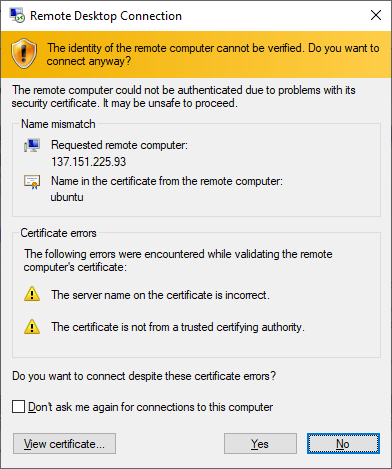 Remote Desktop Connection
The identity of the remote computer cannot be verified. Do you want to
connect anyway?
The remote computer could not be authenticated due to problems with its
security certificate. It may be unsafe to proceed.
Name mismatch
Requested remote computer:
137.151.225.93
Name in the certificate from the remote computer:
ubuntu
Certificate errors
The following errors were encountered while validating the remote
computer's certificate:
The server name on the certificate is incorrect.
The certificate is not from a trusted certifying authority.
Do you want to connect despite these certificate errors?
Don't ask me again for connections to this computer
View certificate...
Yes
No